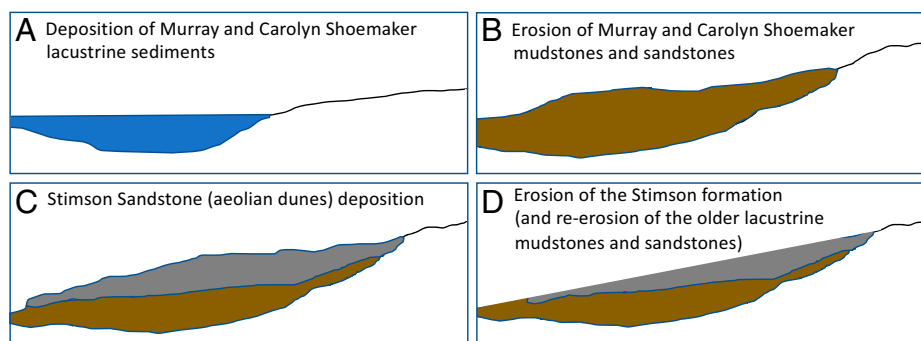 A Deposition of Murray and Carolyn Shoemaker
lacustrine sediments
B Erosion of Murray and Carolyn Shoemaker
mudstones and sandstones
C Stimson Sandstone (aeolian dunes) deposition
D Erosion of the Stimson formation
(and re-erosion of the older lacustrine
mudstones and sandstones)